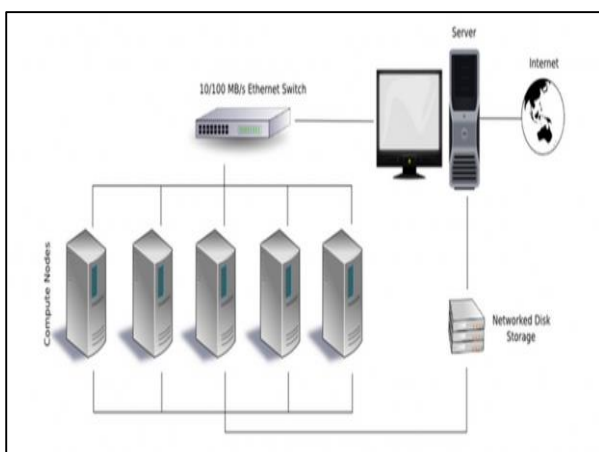 Server
Internet
10/100 MB/s Ethernet Switch
Compute Nodes
Networked Disk
Storage